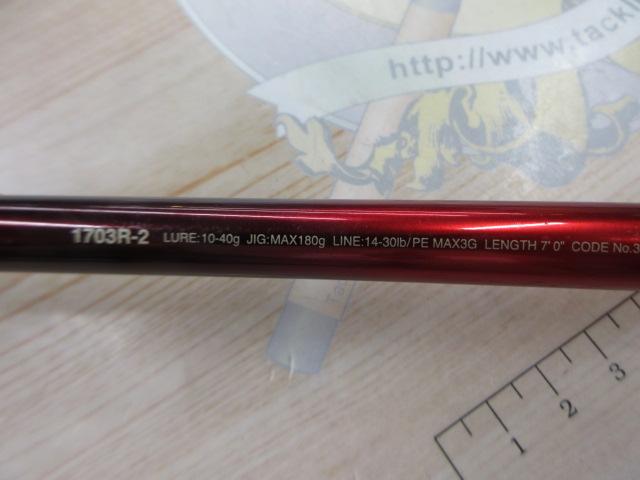 http://www.tackl
1703R-2 LURE:10-40g JIG:MAX180g LINE:14-30lb/PE MAX3G LENGTH 7'0" CODE No.3
1 2 3